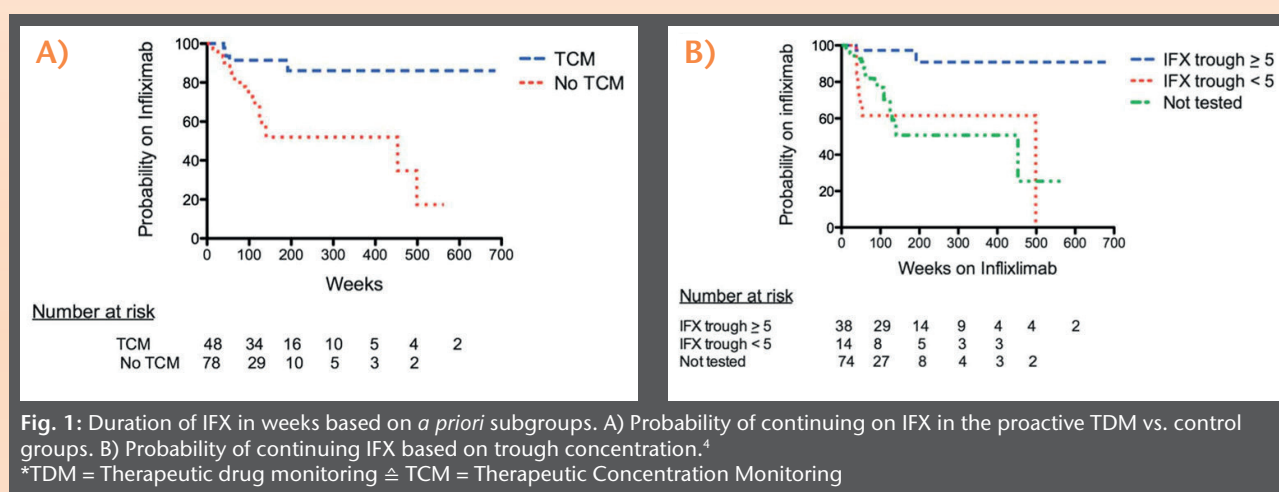 A)
Probability on Infliximab
100
80
60
40
20
0
0 100 200 300 400 500 600 700
Weeks
TCM
No TCM
Number at risk
TCM 48 34 16 10 5 4 2
No TCM 78 29 10 5 3 2
B)
Probability on infliximab
100
80
60
40
20
0
0 100 200 300 400 500 600 700
Weeks on Inflixlimab
IFX trough ≥ 5
IFX trough < 5
Not tested
Number at risk
IFX trough ≥ 5 38 29 14 9 4 4 2
IFX trough < 5 14 8 5 3 3
Not tested 74 27 8 4 3 2
Fig. 1: Duration of IFX in weeks based on a priori subgroups. A) Probability of continuing on IFX in the proactive TDM vs. control
groups. B) Probability of continuing IFX based on trough concentration.⁴
*TDM = Therapeutic drug monitoring ≙ TCM = Therapeutic Concentration Monitoring